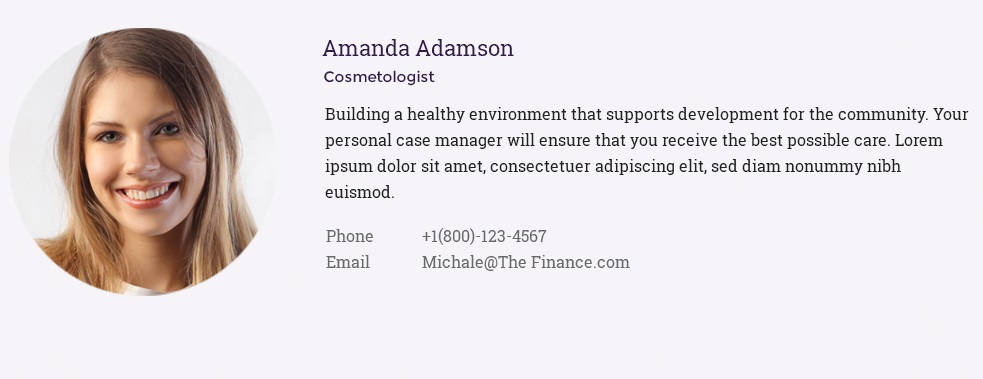 Amanda Adamson
Cosmetologist
Building a healthy environment that supports development for the community. Your
personal case manager will ensure that you receive the best possible care. Lorem
ipsum dolor sit amet, consectetuer adipiscing elit, sed diam nonummy nibh
euismod.
Phone +1(800)-123-4567
Email Michale@The Finance.com